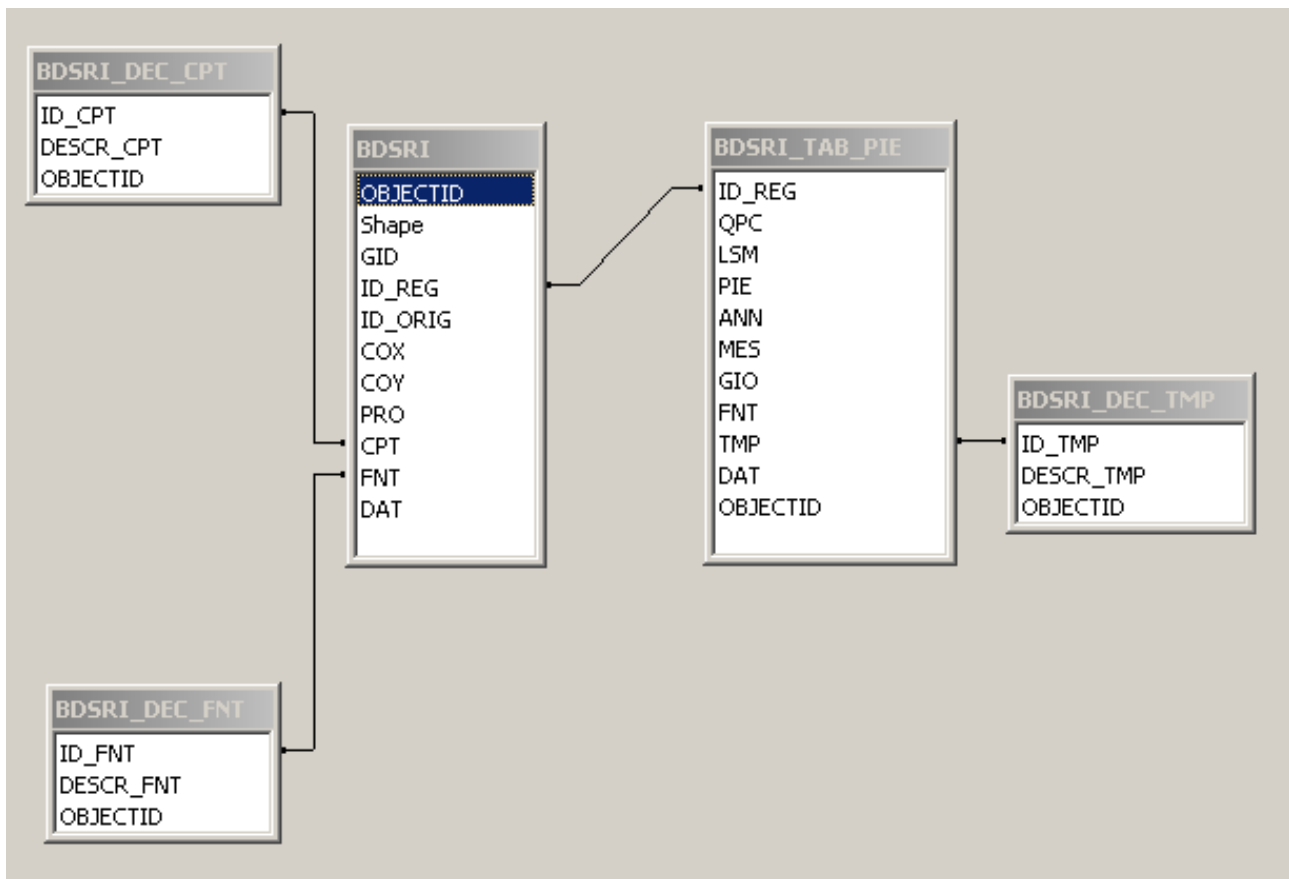 BDSRI_DEC_CPT
ID_CPT
DESCR_CPT
OBJECTID
BDSRI
OBJECTID
Shape
GID
ID_REG
ID_ORIG
COX
COY
PRO
CPT
FNT
DAT
BDSRI_TAB_PIE
ID_REG
QPC
LSM
PIE
ANN
MES
GIO
FNT
TMP
DAT
OBJECTID
BDSRI_DEC_TMP
ID_TMP
DESCR_TMP
OBJECTID
BDSRI_DEC_FNT
ID_FNT
DESCR_FNT
OBJECTID